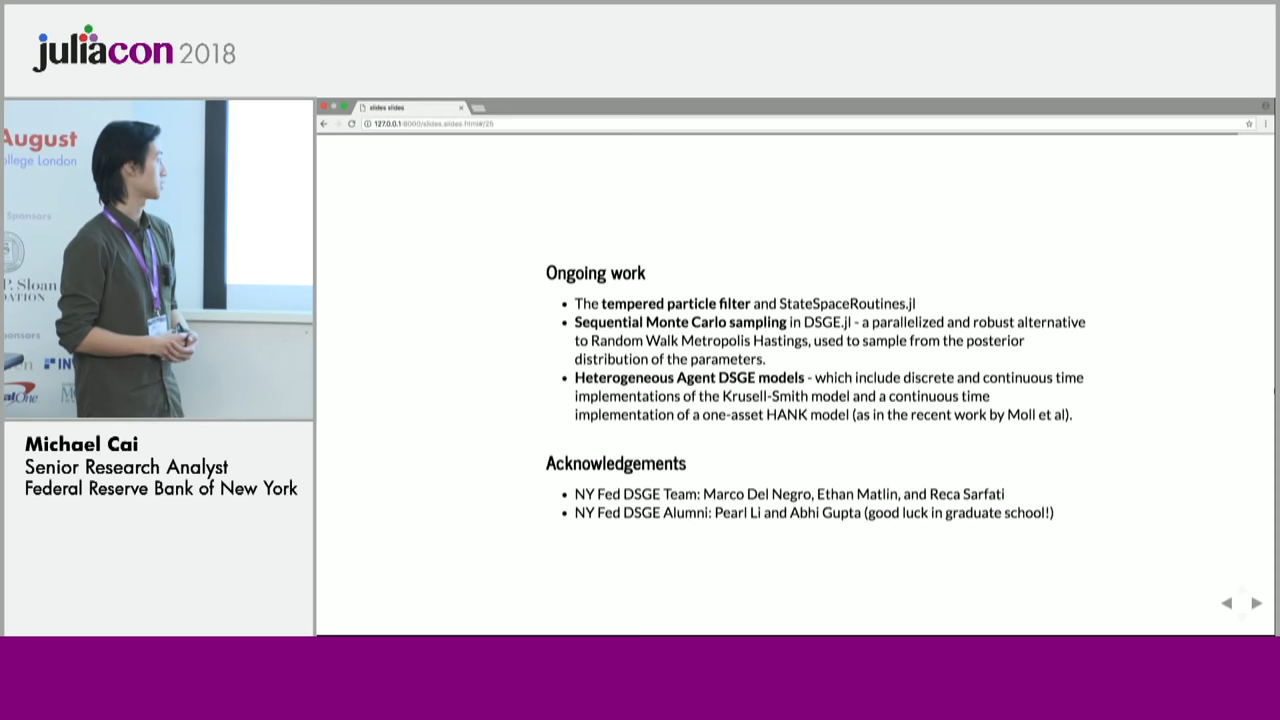 juliacon 2018
August
ollege London
Sponsors
P. Sloan
slides slides
127.0.0.1:8000/slides.slides.html#/25
Ongoing work
• The tempered particle filter and StateSpaceRoutines.jl
• Sequential Monte Carlo sampling in DSGE.jl - a parallelized and robust alternative
to Random Walk Metropolis Hastings, used to sample from the posterior
distribution of the parameters.
• Heterogeneous Agent DSGE models - which include discrete and continuous time
implementations of the Krusell-Smith model and a continuous time
implementation of a one-asset HANK model (as in the recent work by Moll et al).
Acknowledgements
• NY Fed DSGE Team: Marco Del Negro, Ethan Matlin, and Reca Sarfati
• NY Fed DSGE Alumni: Pearl Li and Abhi Gupta (good luck in graduate school!)
Michael Cai
Senior Research Analyst
Federal Reserve Bank of New York